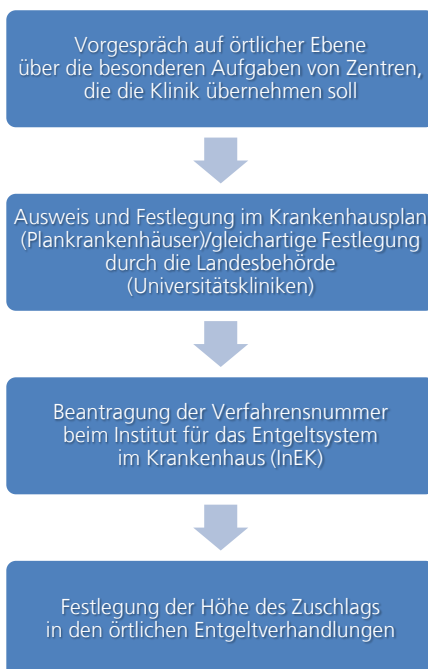 Vorgespräch auf örtlicher Ebene
über die besonderen Aufgaben von Zentren,
die die Klinik übernehmen soll
Ausweis und Festlegung im Krankenhausplan
(Plankrankenhäuser)/gleichartige Festlegung
durch die Landesbehörde
(Universitätskliniken)
Beantragung der Verfahrensnummer
beim Institut für das Entgeltsystem
im Krankenhaus (InEK)
Festlegung der Höhe des Zuschlags
in den örtlichen Entgeltverhandlungen